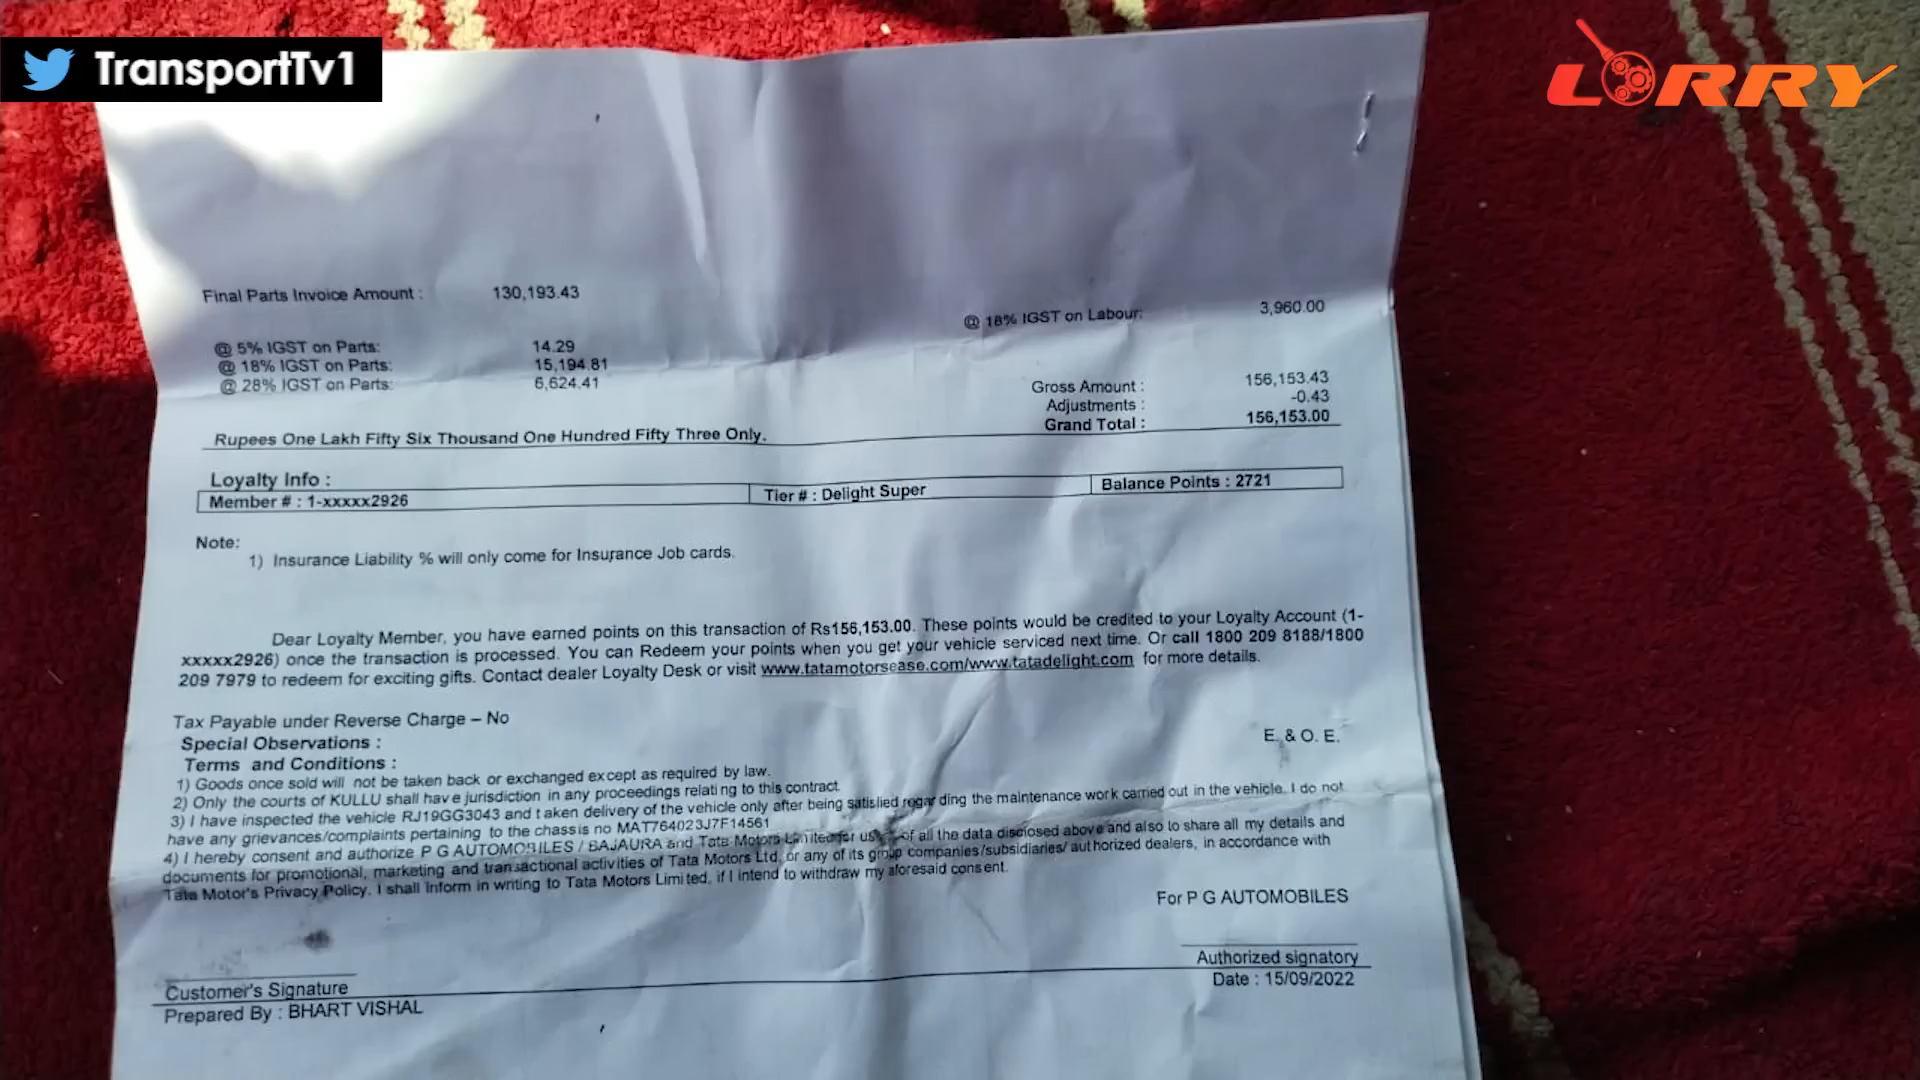 TransportTv1
LORRY
Final Parts Invoice Amount : 130,193.43
@ 18% IGST on Labour: 3,960.00
@ 5% IGST on Parts: 14.29
@ 18% IGST on Parts: 15,194.81
@ 28% IGST on Parts: 6,624.41
Gross Amount : 156,153.43
Adjustments : -0.43
Grand Total : 156,153.00
Rupees One Lakh Fifty Six Thousand One Hundred Fifty Three Only.
Loyalty Info :
Member # : 1-xxxxx2926 Tier # : Delight Super Balance Points : 2721
Note:
1) Insurance Liability % will only come for Insurance Job cards.
Dear Loyalty Member, you have earned points on this transaction of Rs156,153.00. These points would be credited to your Loyalty Account (1-
xxxxx2926) once the transaction is processed. You can Redeem your points when you get your vehicle serviced next time. Or call 1800 209 8188/1800
209 7979 to redeem for exciting gifts. Contact dealer Loyalty Desk or visit www.tatamotorsease.com/www.tatadelight.com for more details.
Tax Payable under Reverse Charge – No
E. & O. E.
Special Observations :
Terms and Conditions :
1) Goods once sold will not be taken back or exchanged except as required by law.
2) Only the courts of KULLU shall have jurisdiction in any proceedings relating to this contract.
3) I have inspected the vehicle RJ19GG3043 and taken delivery of the vehicle only after being satisfied regarding the maintenance work carried out in the vehicle. I do not
have any grievances/complaints pertaining to the chassis no MAT764023J7F14561
4) I hereby consent and authorize P G AUTOMOBILES / BAJAURA and Tata Motors Limited for use of all the data disclosed above and also to share all my details and
documents for promotional, marketing and transactional activities of Tata Motors Ltd, or any of its group companies/subsidiaries/ authorized dealers, in accordance with
Tata Motor's Privacy Policy. I shall inform in writing to Tata Motors Limited, if I intend to withdraw my aforesaid consent.
For P G AUTOMOBILES
Authorized signatory
Customer's Signature
Date : 15/09/2022
Prepared By : BHART VISHAL